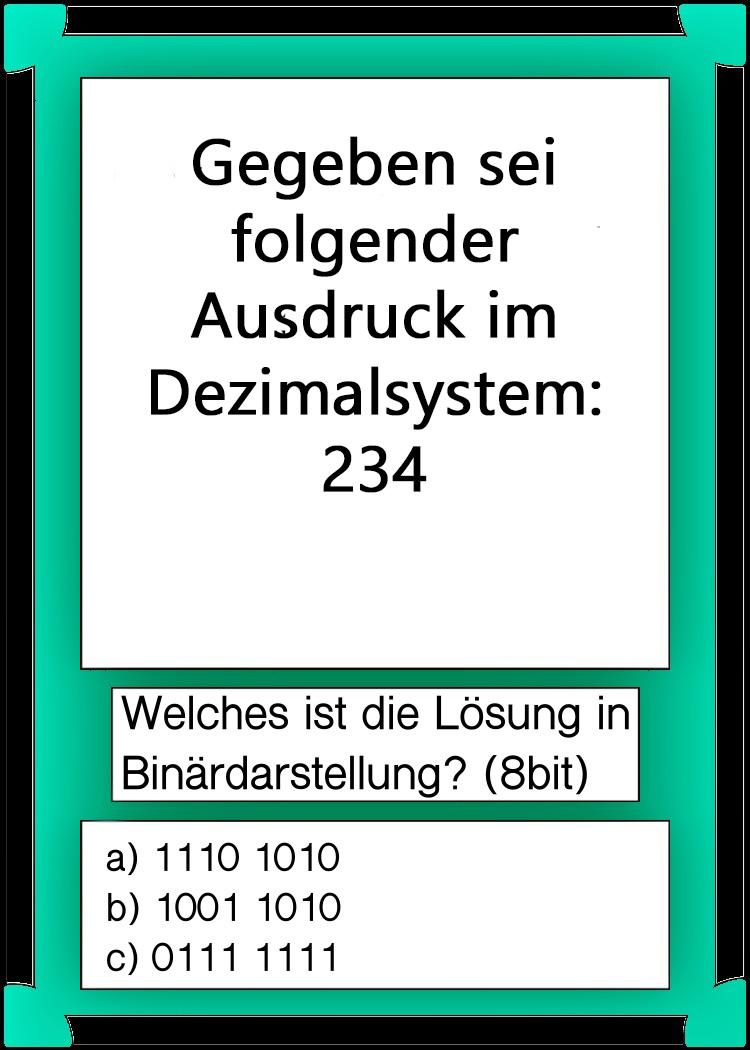 Gegeben sei
folgender
Ausdruck im
Dezimalsystem:
234
Welches ist die Lösung in
Binärdarstellung? (8bit)
a) 1110 1010
b) 1001 1010
c) 0111 1111